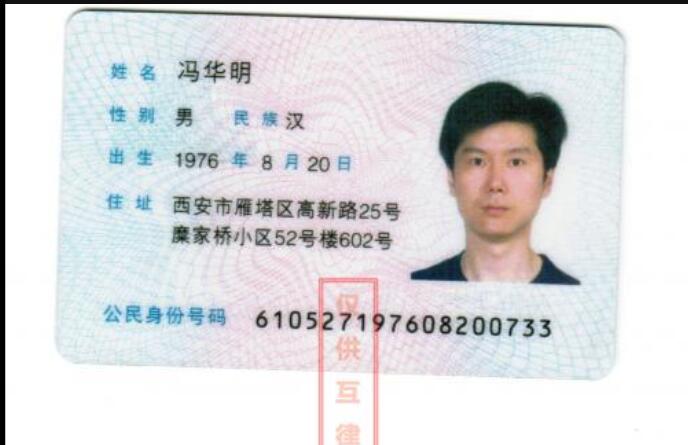 姓名 冯华明
性别 男 民族 汉
出生 1976 年 8 月 20 日
住址 西安市雁塔区高新路25号
糜家桥小区52号楼602号
公民身份号码 610527197608200733
仅供互律